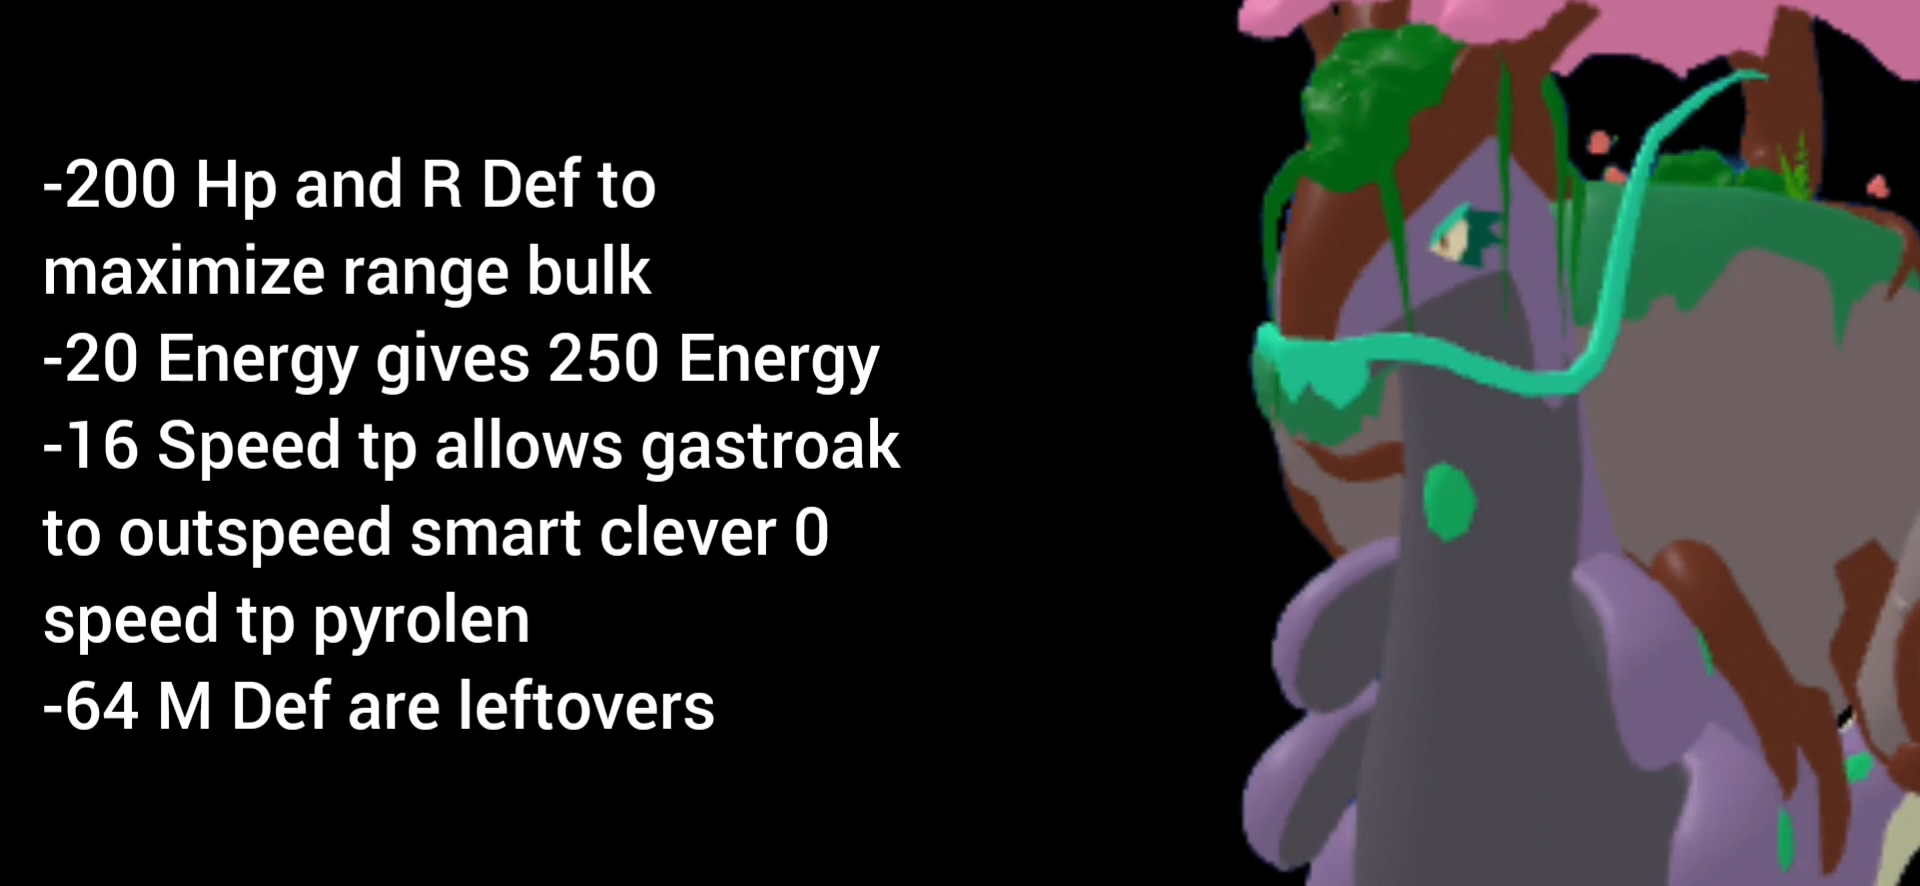 -200 Hp and R Def to
maximize range bulk
-20 Energy gives 250 Energy
-16 Speed tp allows gastroak
to outspeed smart clever 0
speed tp pyrolen
-64 M Def are leftovers